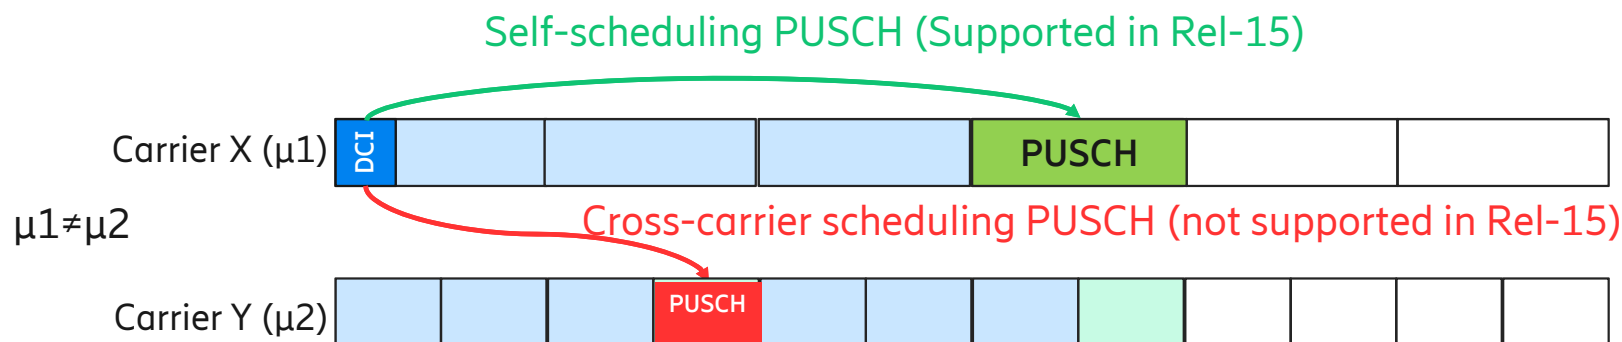 Self-scheduling PUSCH (Supported in Rel-15)
Carrier X (µ1)
DCI
PUSCH
µ1≠µ2
Cross-carrier scheduling PUSCH (not supported in Rel-15)
Carrier Y (µ2)
PUSCH